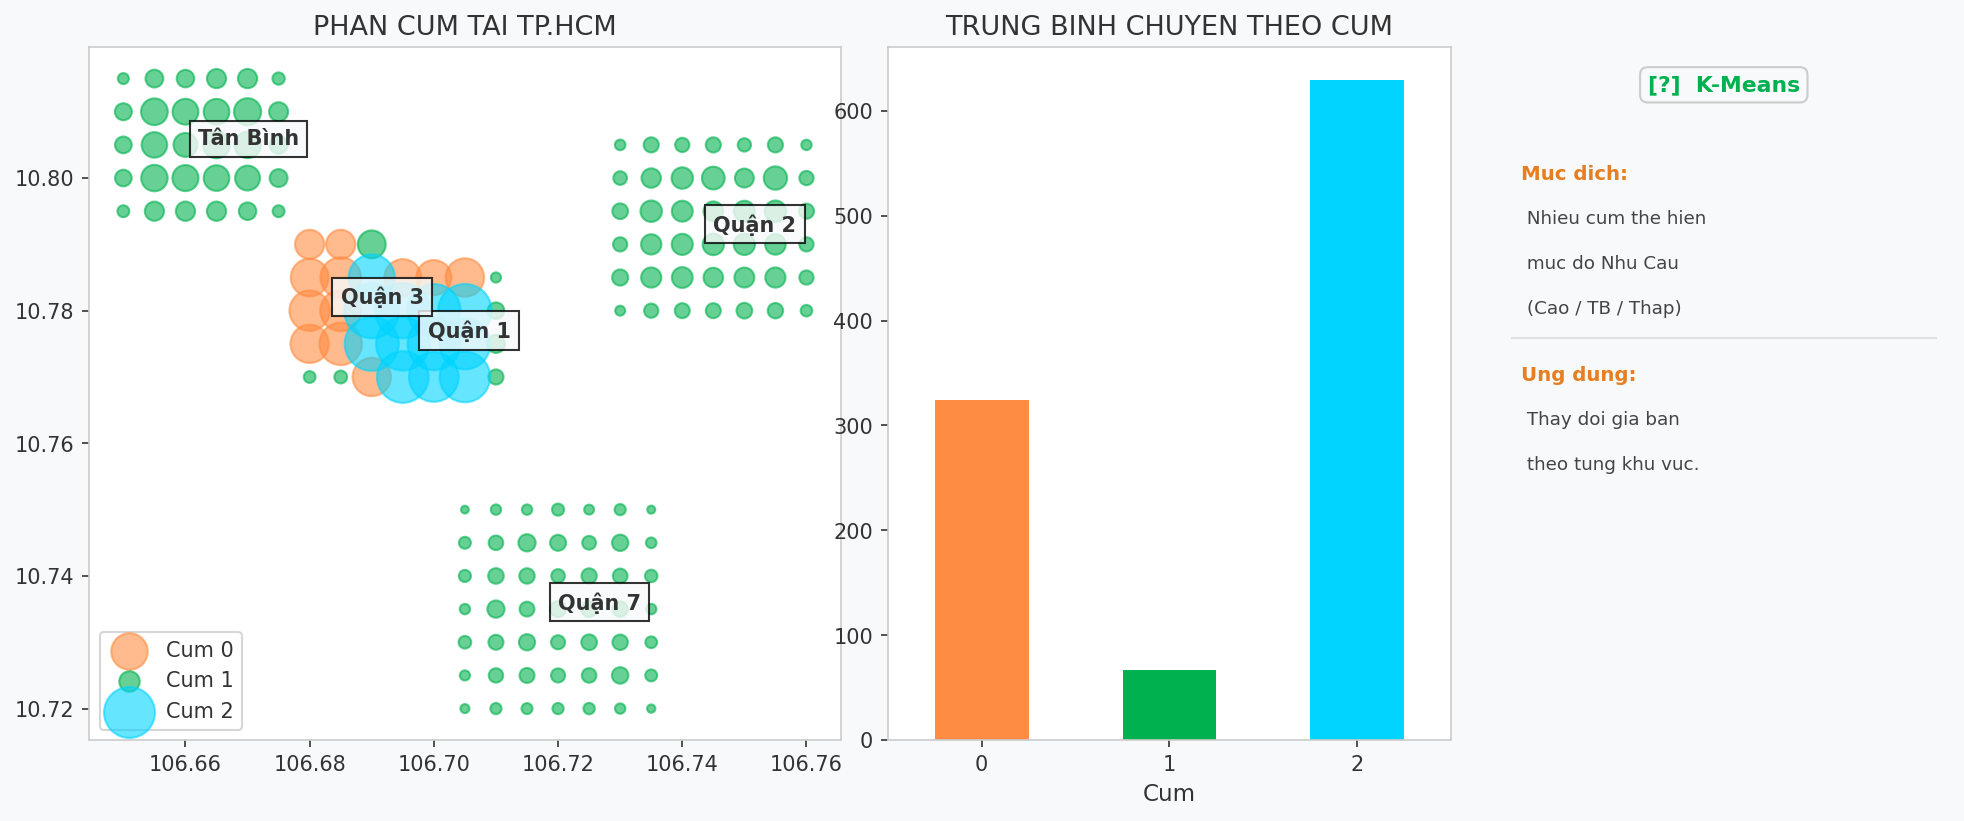 PHAN CUM TAI TP.HCM
10.80
10.78
10.76
10.74
10.72
106.66 106.68 106.70 106.72 106.74 106.76
Tân Bình
Quận 2
Quận 3
Quận 1
Quận 7
Cum 0
Cum 1
Cum 2
TRUNG BINH CHUYEN THEO CUM
600
500
400
300
200
100
0
0 1 2
Cum
[?] K-Means
Muc dich:
Nhieu cum the hien
muc do Nhu Cau
(Cao / TB / Thap)
Ung dung:
Thay doi gia ban
theo tung khu vuc.